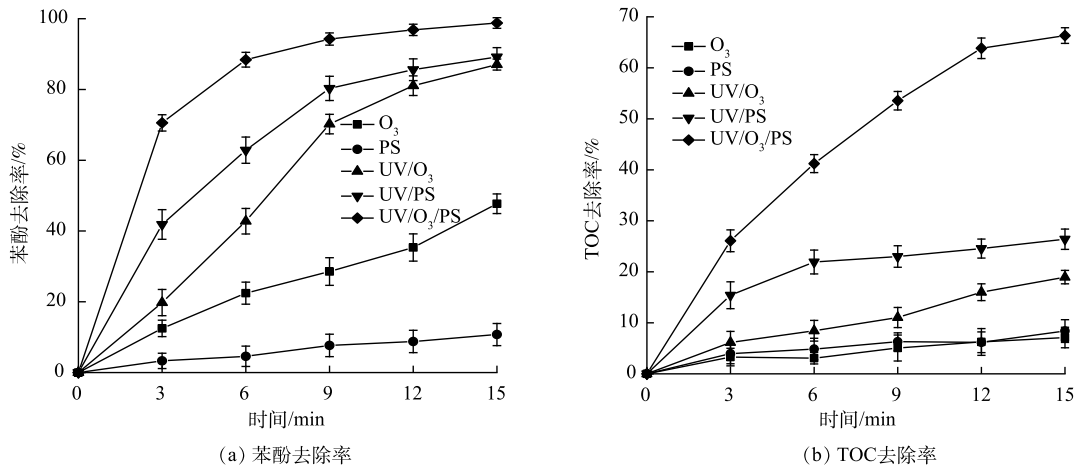 100
80
60
40
20
0
苯酚去除率/%
O₃
PS
UV/O₃
UV/PS
UV/O₃/PS
0 3 6 9 12 15
时间/min
(a) 苯酚去除率
70
60
50
40
30
20
10
0
TOC去除率/%
O₃
PS
UV/O₃
UV/PS
UV/O₃/PS
0 3 6 9 12 15
时间/min
(b) TOC去除率